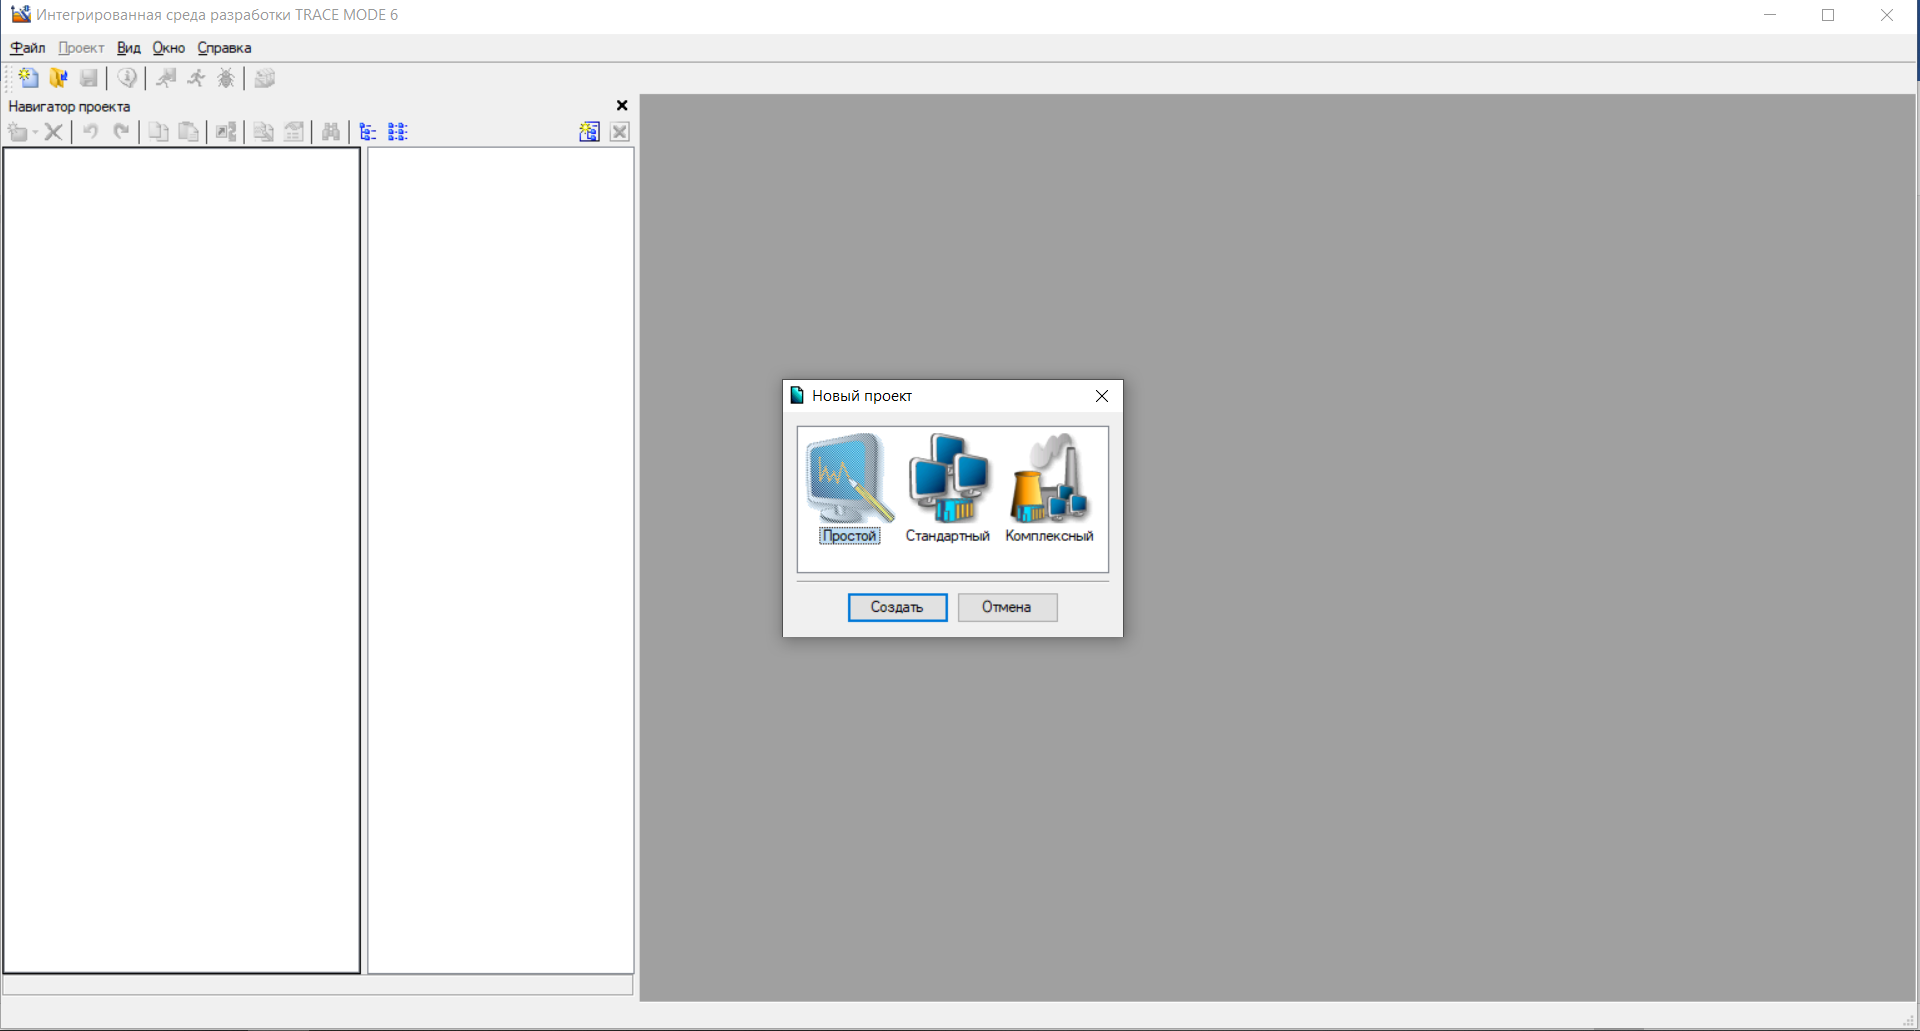 Интегрированная среда разработки TRACE MODE 6
Файл Проект Вид Окно Справка
Навигатор проекта
Новый проект
Простой Стандартный Комплексный
Создать Отмена